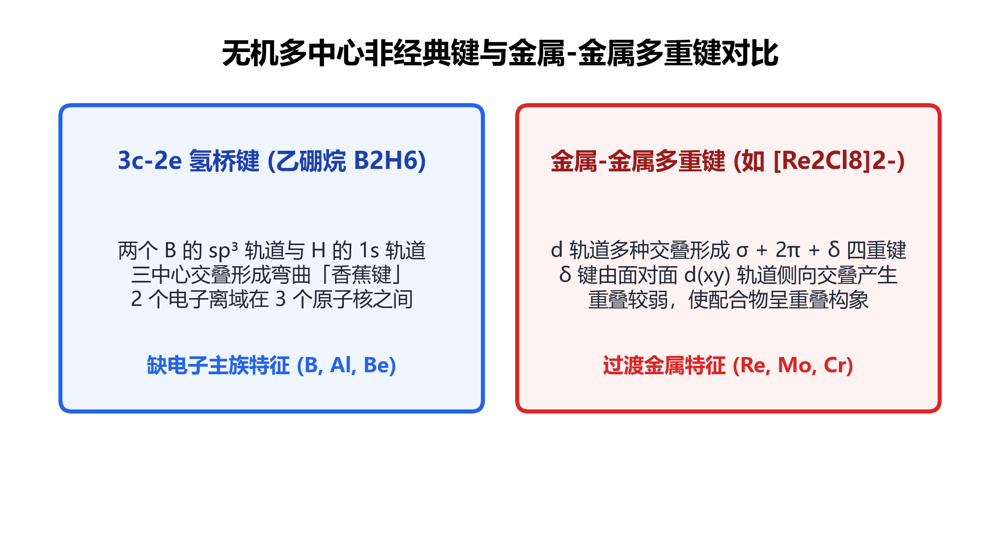 无机多中心非经典键与金属-金属多重键对比
3c-2e 氢桥键 (乙硼烷 B2H6)
两个 B 的 sp³ 轨道与 H 的 1s 轨道
三中心交叠形成弯曲「香蕉键」
2 个电子离域在 3 个原子核之间
缺电子主族特征 (B, Al, Be)
金属-金属多重键 (如 [Re2Cl8]2-)
d 轨道多种交叠形成 σ + 2π + δ 四重键
δ 键由面对面 d(xy) 轨道侧向交叠产生
重叠较弱，使配合物呈重叠构象
过渡金属特征 (Re, Mo, Cr)